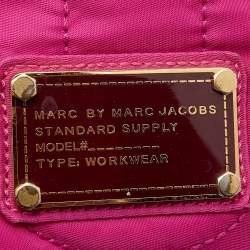 MARC BY MARC JACOBS
STANDARD SUPPLY
MODEL#_ _ _ _ _ _ _ _
TYPE: WORKWEAR